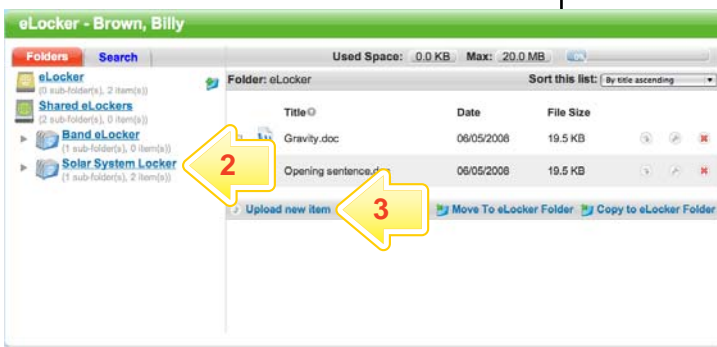 eLocker - Brown, Billy
Folders Search
Used Space: 0.0 KB Max: 20.0 MB 0%
eLocker
(0 sub-folder(s), 2 item(s))
Shared eLockers
(2 sub-folder(s), 0 item(s))
Band eLocker
(1 sub-folder(s), 0 item(s))
Solar System Locker
(1 sub-folder(s), 2 item(s))
2
Folder: eLocker Sort this list: By title ascending
Title Date File Size
Gravity.doc 06/05/2008 19.5 KB
Opening sentence.doc 06/05/2008 19.5 KB
Upload new item 3 Move To eLocker Folder Copy to eLocker Folder